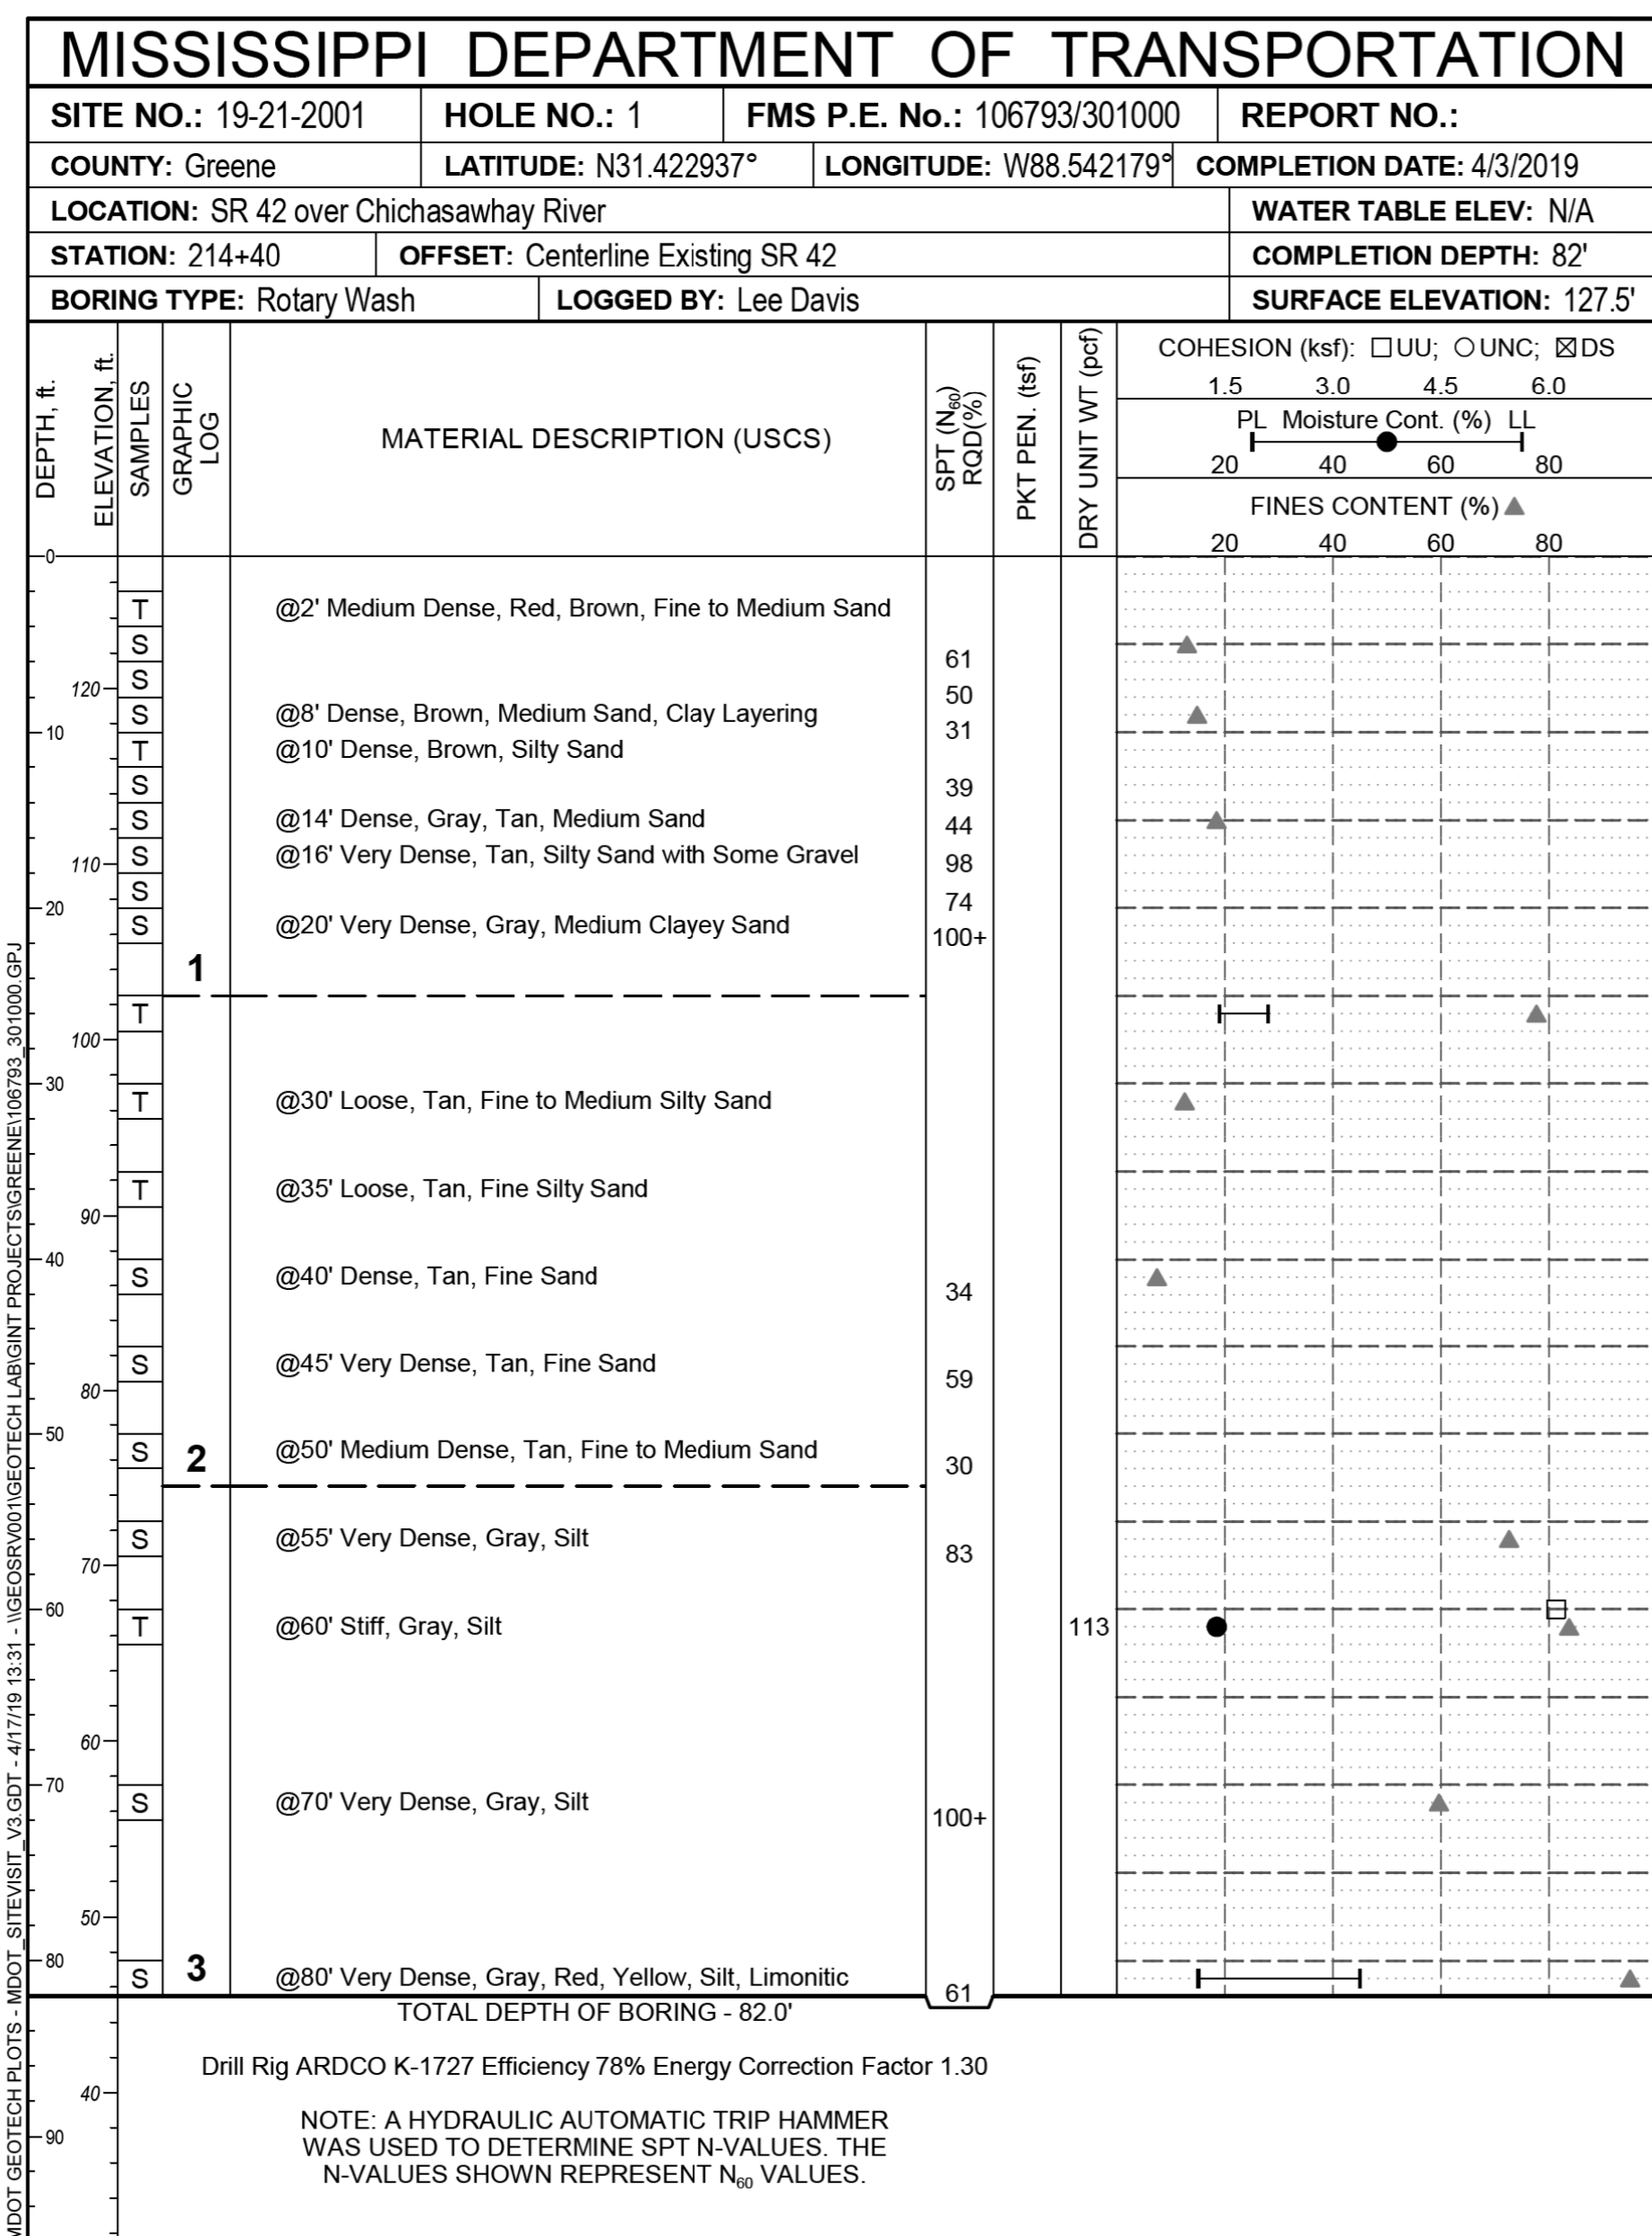 MISSISSIPPI DEPARTMENT OF TRANSPORTATION
SITE NO.: 19-21-2001 HOLE NO.: 1 FMS P.E. No.: 106793/301000 REPORT NO.:
COUNTY: Greene LATITUDE: N31.422937° LONGITUDE: W88.542179° COMPLETION DATE: 4/3/2019
LOCATION: SR 42 over Chichasawhay River WATER TABLE ELEV: N/A
STATION: 214+40 OFFSET: Centerline Existing SR 42 COMPLETION DEPTH: 82'
BORING TYPE: Rotary Wash LOGGED BY: Lee Davis SURFACE ELEVATION: 127.5'
DEPTH, ft.
ELEVATION, ft.
SAMPLES
GRAPHIC
LOG
MATERIAL DESCRIPTION (USCS)
SPT (N60)
RQD(%)
PKT PEN. (tsf)
DRY UNIT WT (pcf)
COHESION (ksf): □UU; ○UNC; ☒DS
1.5 3.0 4.5 6.0
PL Moisture Cont. (%) LL
20 40 60 80
FINES CONTENT (%) ▲
20 40 60 80
0
T @2' Medium Dense, Red, Brown, Fine to Medium Sand
S 61
120 S 50
S @8' Dense, Brown, Medium Sand, Clay Layering 31
10 T @10' Dense, Brown, Silty Sand
S 39
S @14' Dense, Gray, Tan, Medium Sand 44
110 S @16' Very Dense, Tan, Silty Sand with Some Gravel 98
S 74
20 S @20' Very Dense, Gray, Medium Clayey Sand 100+
1
T
100
30 T @30' Loose, Tan, Fine to Medium Silty Sand
T @35' Loose, Tan, Fine Silty Sand
90
40 S @40' Dense, Tan, Fine Sand 34
S @45' Very Dense, Tan, Fine Sand 59
80
50 S 2 @50' Medium Dense, Tan, Fine to Medium Sand 30
S @55' Very Dense, Gray, Silt 83
70
60 T @60' Stiff, Gray, Silt 113
60
70 S @70' Very Dense, Gray, Silt 100+
50
80 S 3 @80' Very Dense, Gray, Red, Yellow, Silt, Limonitic 61
TOTAL DEPTH OF BORING - 82.0'
Drill Rig ARDCO K-1727 Efficiency 78% Energy Correction Factor 1.30
40
NOTE: A HYDRAULIC AUTOMATIC TRIP HAMMER
90
WAS USED TO DETERMINE SPT N-VALUES. THE
N-VALUES SHOWN REPRESENT N60 VALUES.
MDOT GEOTECH PLOTS - MDOT_SITEVISIT_V3.GDT - 4/17/19 13:31 - \\GEOSRV001\GEOTECH LAB\GINT PROJECTS\GREENE\106793_301000.GPJ